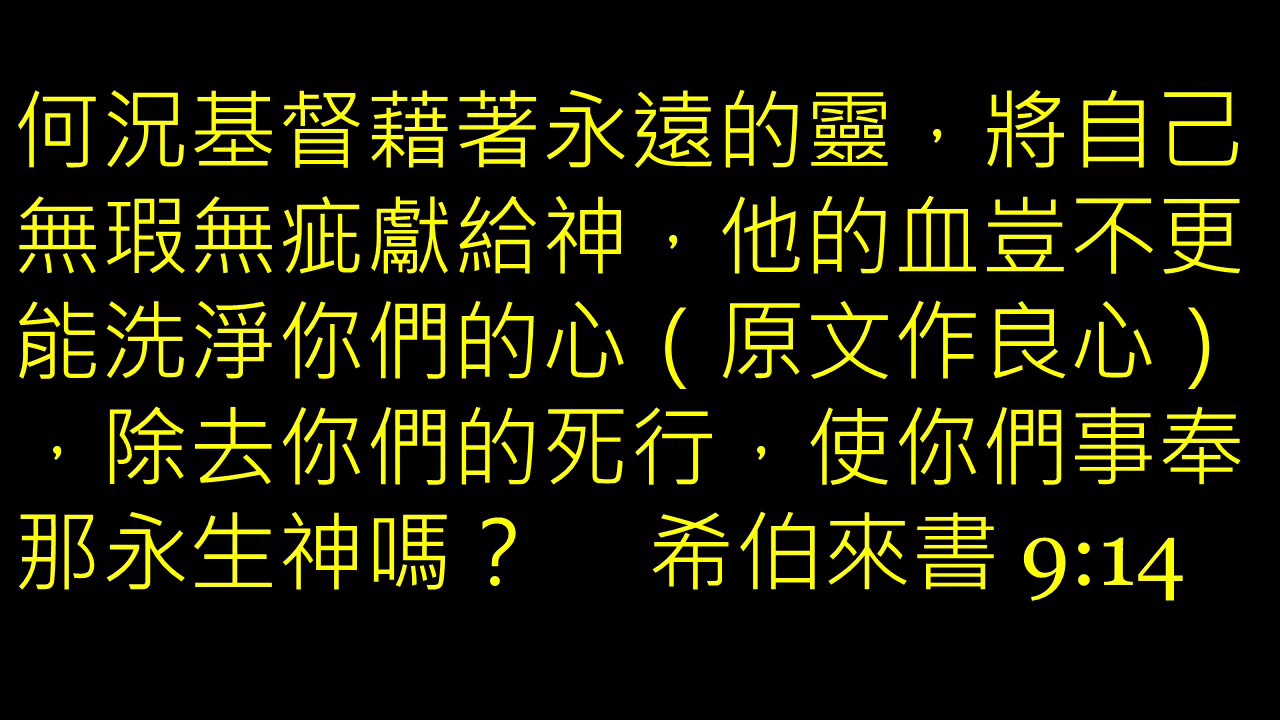 何況基督藉著永遠的靈，將自己
無瑕無疵獻給神，他的血豈不更
能洗淨你們的心（原文作良心）
，除去你們的死行，使你們事奉
那永生神嗎？　希伯來書 9:14